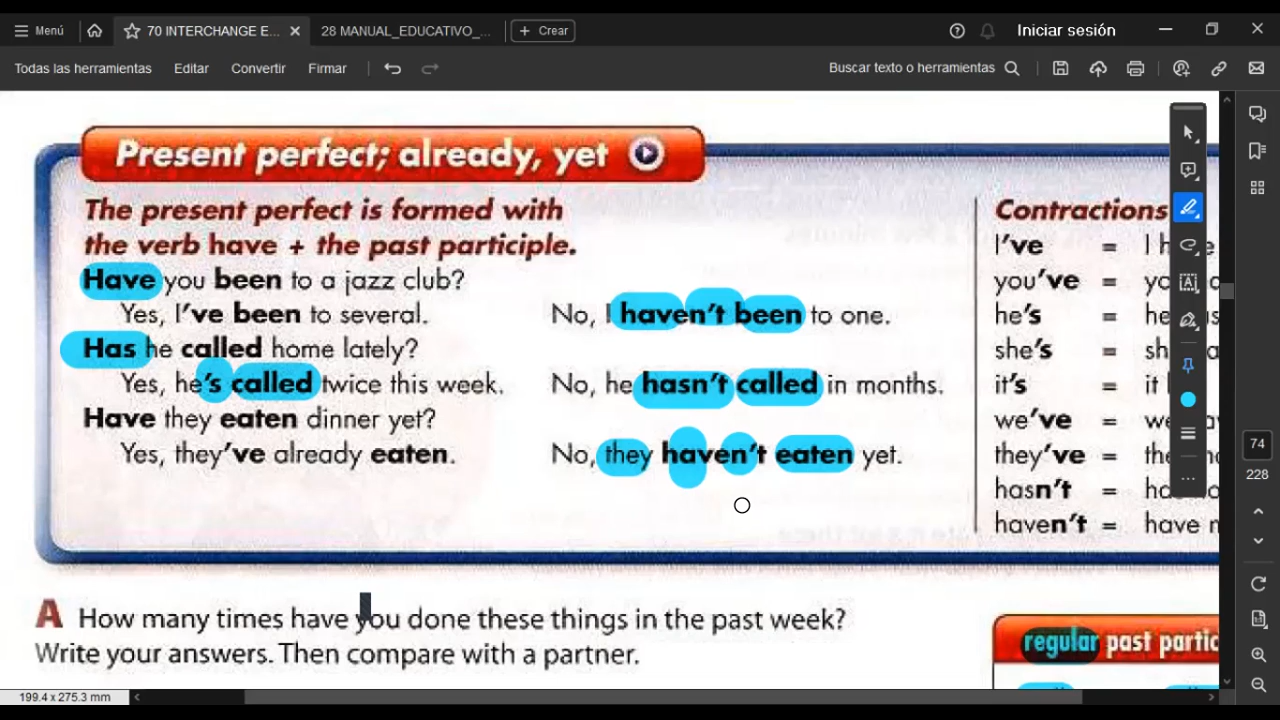 Menú
70 INTERCHANGE E...
28 MANUAL_EDUCATIVO_...
Crear
Iniciar sesión
Todas las herramientas
Editar
Convertir
Firmar
Buscar texto o herramientas
Present perfect; already, yet
The present perfect is formed with
the verb have + the past participle.
Have you been to a jazz club?
Yes, I've been to several.
No, I haven't been to one.
Has he called home lately?
Yes, he's called twice this week.
No, he hasn't called in months.
Have they eaten dinner yet?
Yes, they've already eaten.
No, they haven't eaten yet.
Contractions
I've =
you've =
he's =
she's =
it's =
we've =
they've =
hasn't =
haven't = have
A How many times have you done these things in the past week?
Write your answers. Then compare with a partner.
regular past
74
228
199.4 x 275.3 mm